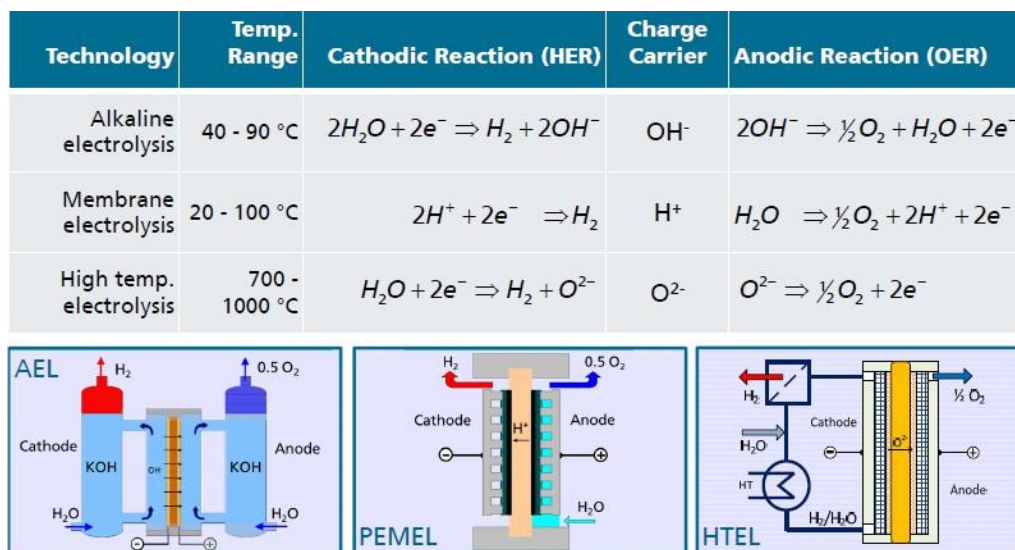 Technology
Temp.
Range
Cathodic Reaction (HER)
Charge
Carrier
Anodic Reaction (OER)
Alkaline
electrolysis
40 - 90 °C
2H₂O + 2e⁻ ⇒ H₂ + 2OH⁻
OH⁻
2OH⁻ ⇒ ½O₂ + H₂O + 2e⁻
Membrane
electrolysis
20 - 100 °C
2H⁺ + 2e⁻ ⇒ H₂
H⁺
H₂O ⇒ ½O₂ + 2H⁺ + 2e⁻
High temp.
electrolysis
700 -
1000 °C
H₂O + 2e⁻ ⇒ H₂ + O²⁻
O²⁻
O²⁻ ⇒ ½O₂ + 2e⁻
AEL
H₂
0.5 O₂
Cathode
Anode
KOH
OH
KOH
H₂O
H₂O
PEMEL
H₂
0.5 O₂
Cathode
Anode
H⁺
H₂O
HTEL
H₂
½ O₂
Cathode
H₂O
O²⁻
HT
Anode
H₂/H₂O